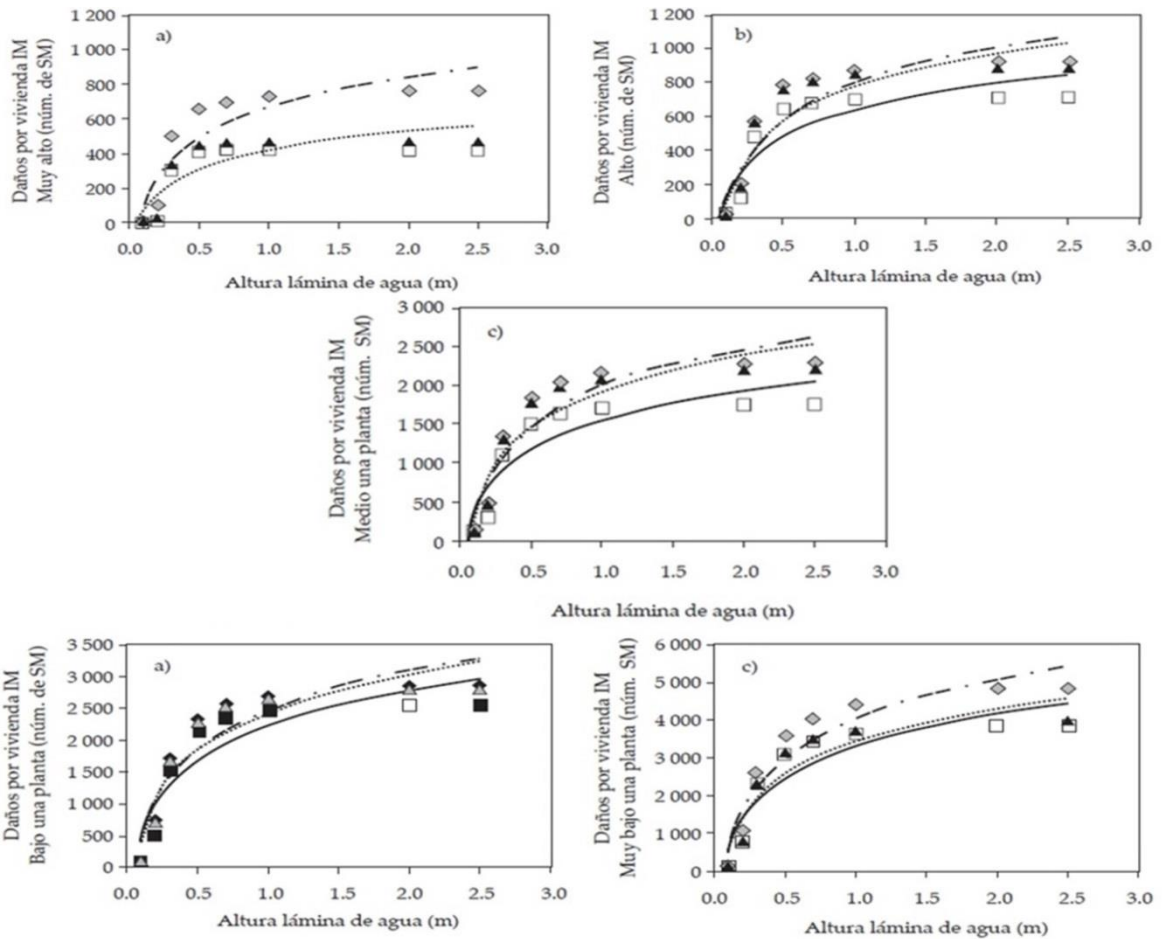 Daños por vivienda IM
Muy alto (núm. de SM)
a)
1 200
1 000
800
600
400
200
0
0.0 0.5 1.0 1.5 2.0 2.5 3.0
Altura lámina de agua (m)
Daños por vivienda IM
Alto (núm. de SM)
b)
1 200
1 000
800
600
400
200
0
0.0 0.5 1.0 1.5 2.0 2.5 3.0
Altura lámina de agua (m)
Daños por vivienda IM
Medio una planta (núm. SM)
c)
3 000
2 500
2 000
1 500
1 000
500
0
0.0 0.5 1.0 1.5 2.0 2.5 3.0
Altura lámina de agua (m)
Daños por vivienda IM
Bajo una planta (núm. de SM)
a)
3 500
3 000
2 500
2 000
1 500
1 000
500
0
0.0 0.5 1.0 1.5 2.0 2.5 3.0
Altura lámina de agua (m)
Daños por vivienda IM
Muy bajo una planta (núm. SM)
c)
6 000
5 000
4 000
3 000
2 000
1 000
0
0.0 0.5 1.0 1.5 2.0 2.5 3.0
Altura lámina de agua (m)